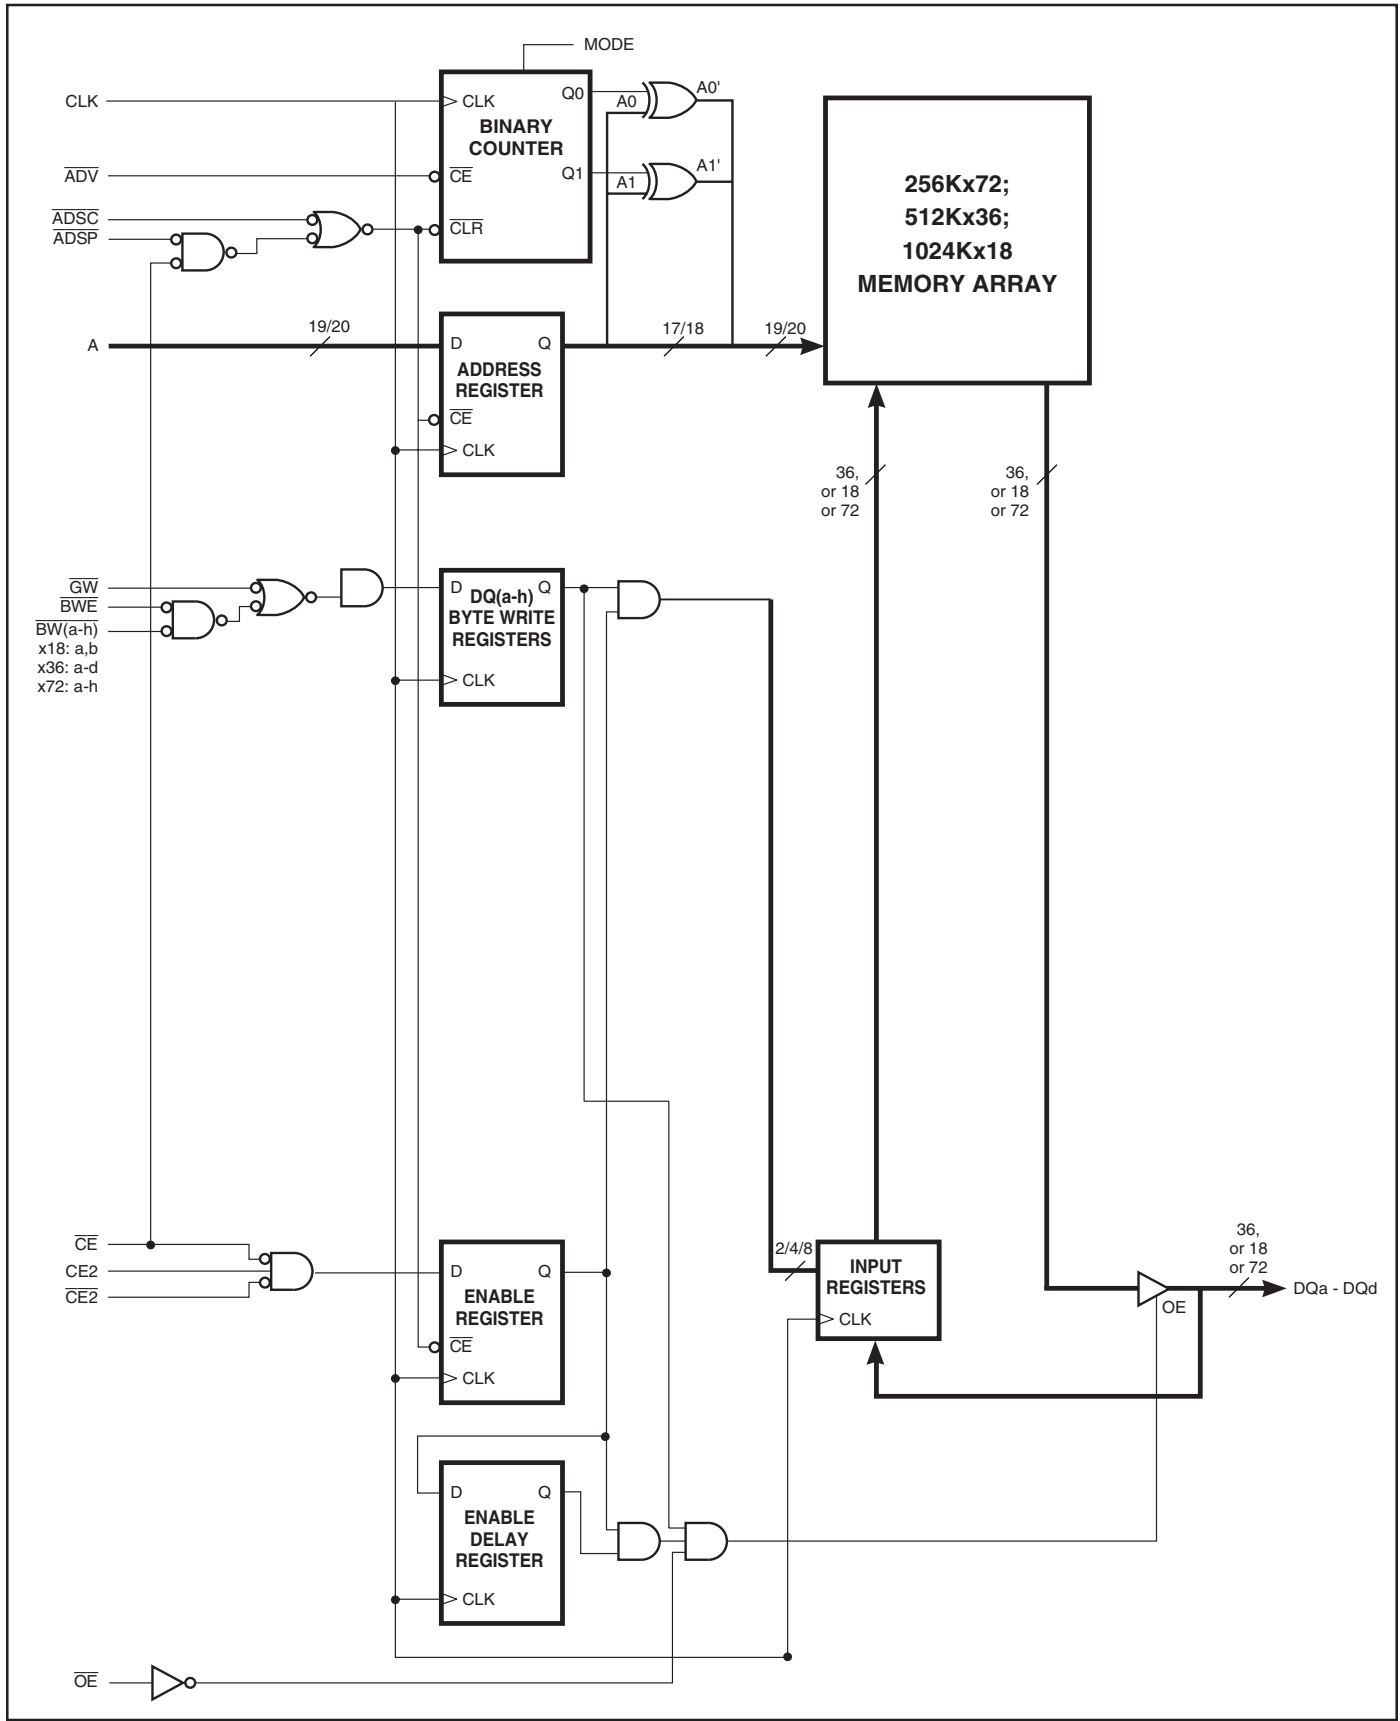 MODE
CLK
CLK
Q0
A0
A0'
BINARY
COUNTER
ADV
CE
Q1
A1
A1'
ADSC
ADSP
CLR
256Kx72;
512Kx36;
1024Kx18
MEMORY ARRAY
A
19/20
D
Q
17/18
19/20
ADDRESS
REGISTER
CE
CLK
36,
or 18
or 72
36,
or 18
or 72
GW
BWE
BW(a-h)
x18: a,b
x36: a-d
x72: a-h
D
Q
DQ(a-h)
BYTE WRITE
REGISTERS
CLK
CE
CE2
CE2
D
Q
ENABLE
REGISTER
CE
CLK
2/4/8
INPUT
REGISTERS
CLK
36,
or 18
or 72
OE
DQa - DQd
D
Q
ENABLE
DELAY
REGISTER
CLK
OE